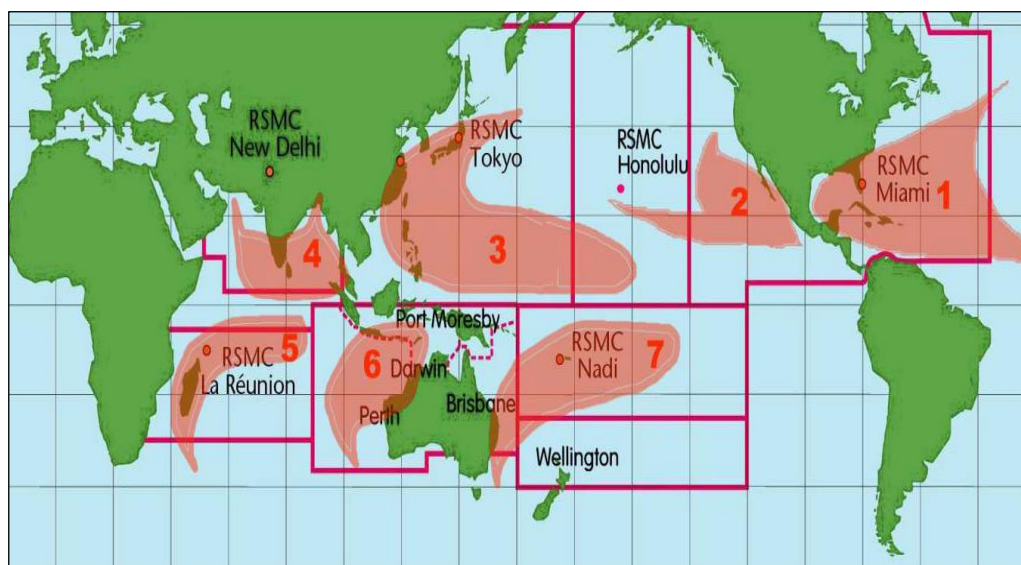 RSMC
New Delhi
RSMC
Tokyo
RSMC
Honolulu
RSMC
Miami
1
2
3
4
5
RSMC
La Réunion
6
Port-Moresby
Darwin
Perth
Brisbane
RSMC
Nadi
7
Wellington